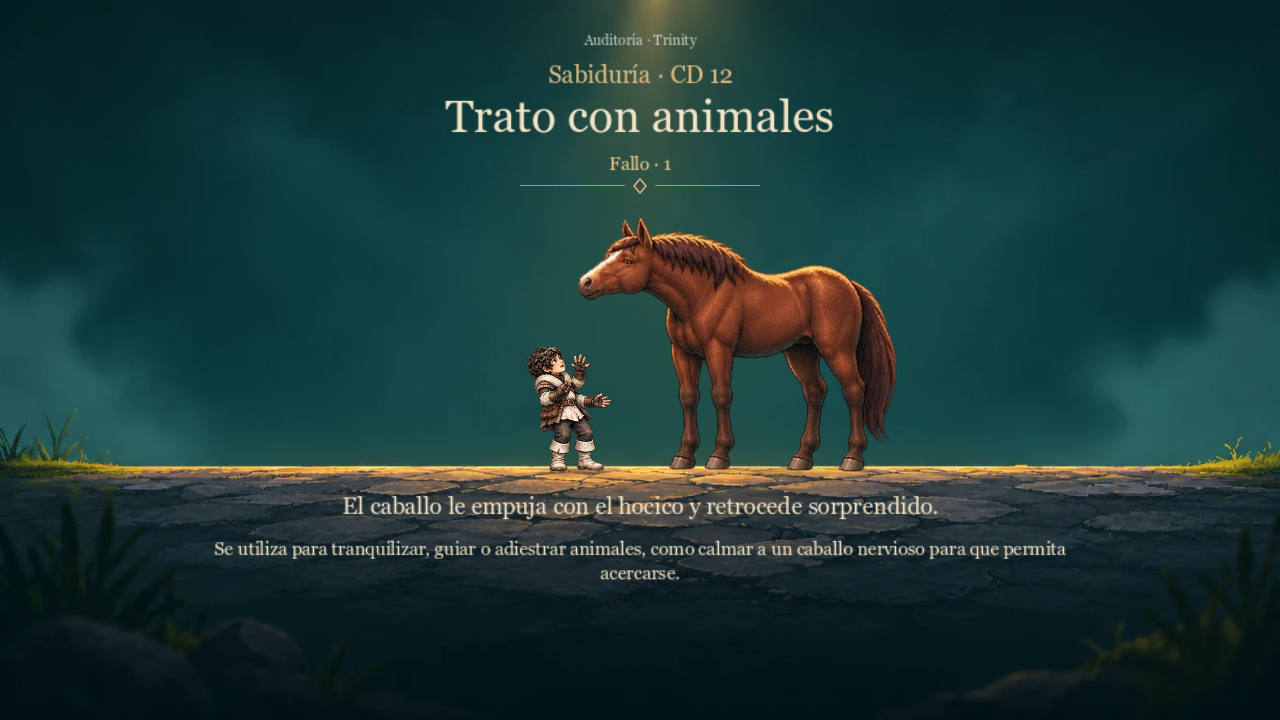 Auditoría · Trinity
Sabiduría · CD 12
Trato con animales
Fallo · 1
El caballo le empuja con el hocico y retrocede sorprendido.
Se utiliza para tranquilizar, guiar o adiestrar animales, como calmar a un caballo nervioso para que permita
acercarse.